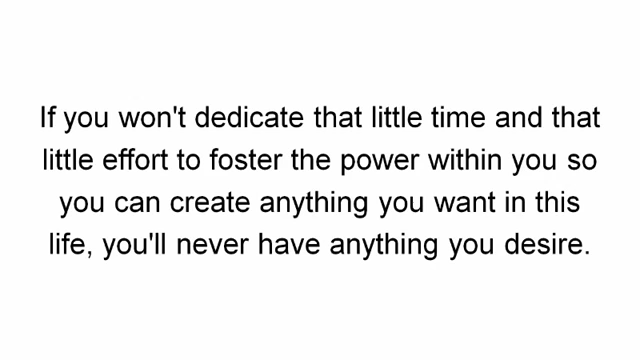 If you won't dedicate that little time and that
little effort to foster the power within you so
you can create anything you want in this
life, you'll never have anything you desire.